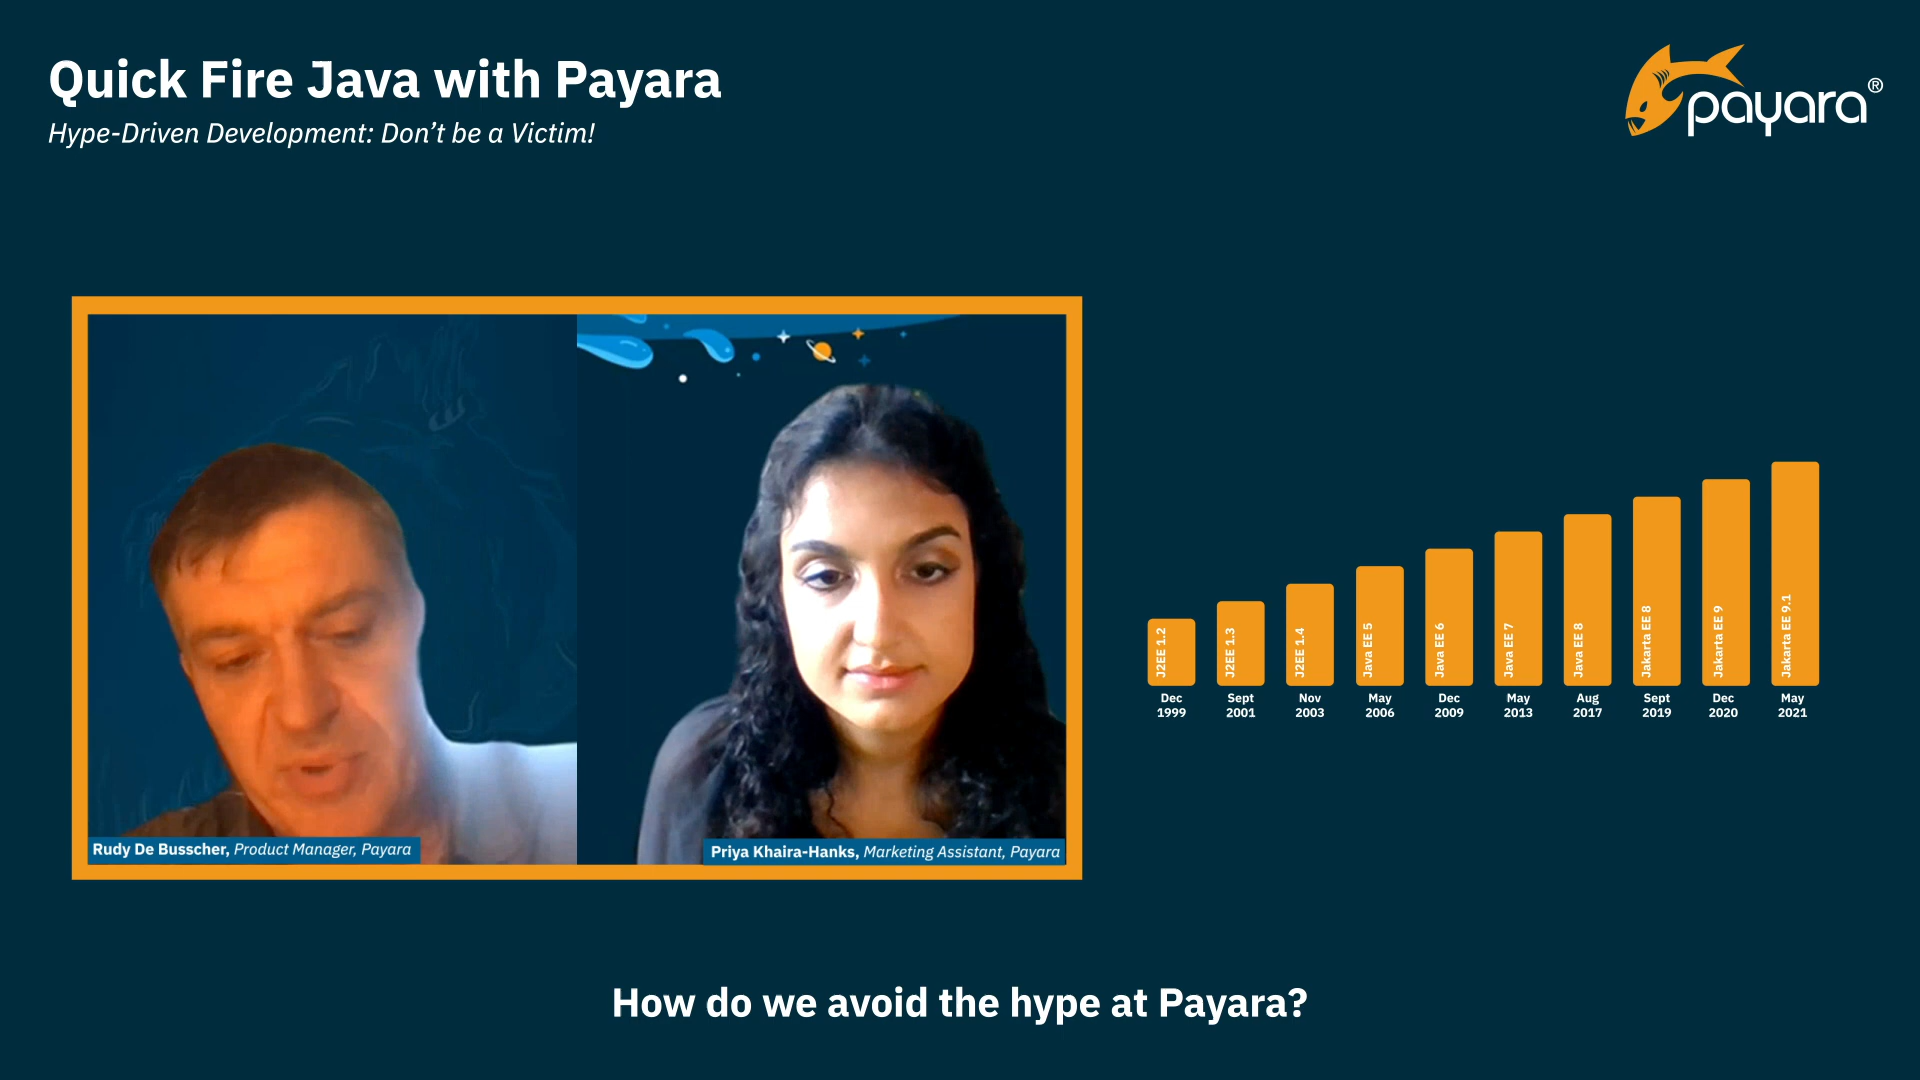 Quick Fire Java with Payara
Hype-Driven Development: Don't be a Victim!
payara®
Rudy De Busscher, Product Manager, Payara
Priya Khaira-Hanks, Marketing Assistant, Payara
J2EE 1.2
J2EE 1.3
J2EE 1.4
Java EE 5
Java EE 6
Java EE 7
Java EE 8
Jakarta EE 8
Jakarta EE 9
Jakarta EE 9.1
Dec 1999
Sept 2001
Nov 2003
May 2006
Dec 2009
May 2013
Aug 2017
Sept 2019
Dec 2020
May 2021
How do we avoid the hype at Payara?